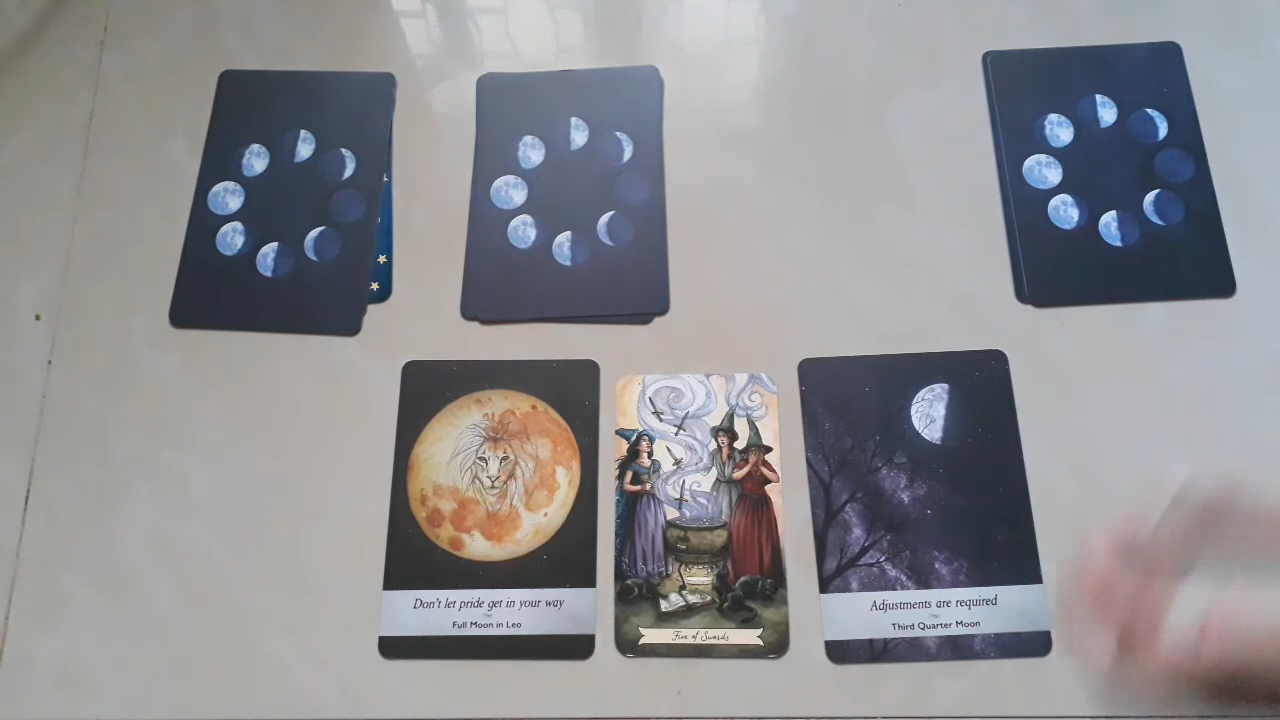 Don't let pride get in your way
Full Moon in Leo
Five of Swords
Adjustments are required
Third Quarter Moon